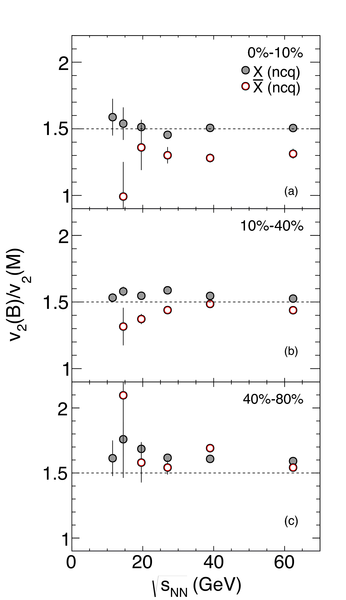 0%-10%
X (ncq)
X̅ (ncq)
2
1.5
1
(a)
10%-40%
2
1.5
1
(b)
v₂(B)/v₂(M)
40%-80%
2
1.5
1
(c)
0 20 40 60
√sNN (GeV)